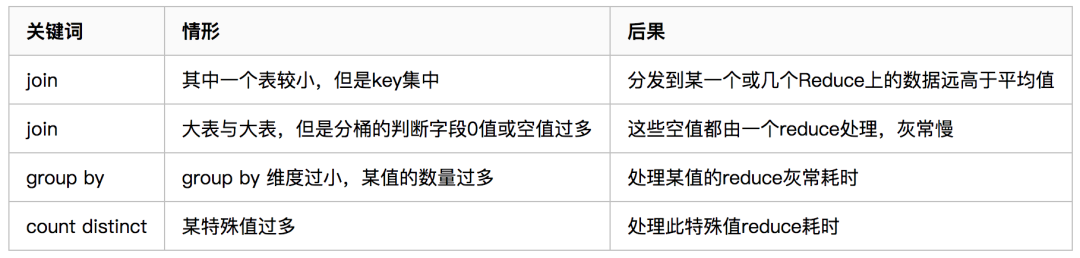 关键词 情形 后果
join 其中一个表较小，但是key集中 分发到某一个或几个Reduce上的数据远高于平均值
join 大表与大表，但是分桶的判断字段0值或空值过多 这些空值都由一个reduce处理，灰常慢
group by group by 维度过小，某值的数量过多 处理某值的reduce灰常耗时
count distinct 某特殊值过多 处理此特殊值reduce耗时